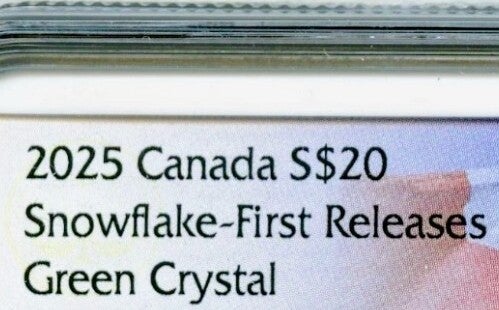 2025 Canada S$20
Snowflake-First Releases
Green Crystal